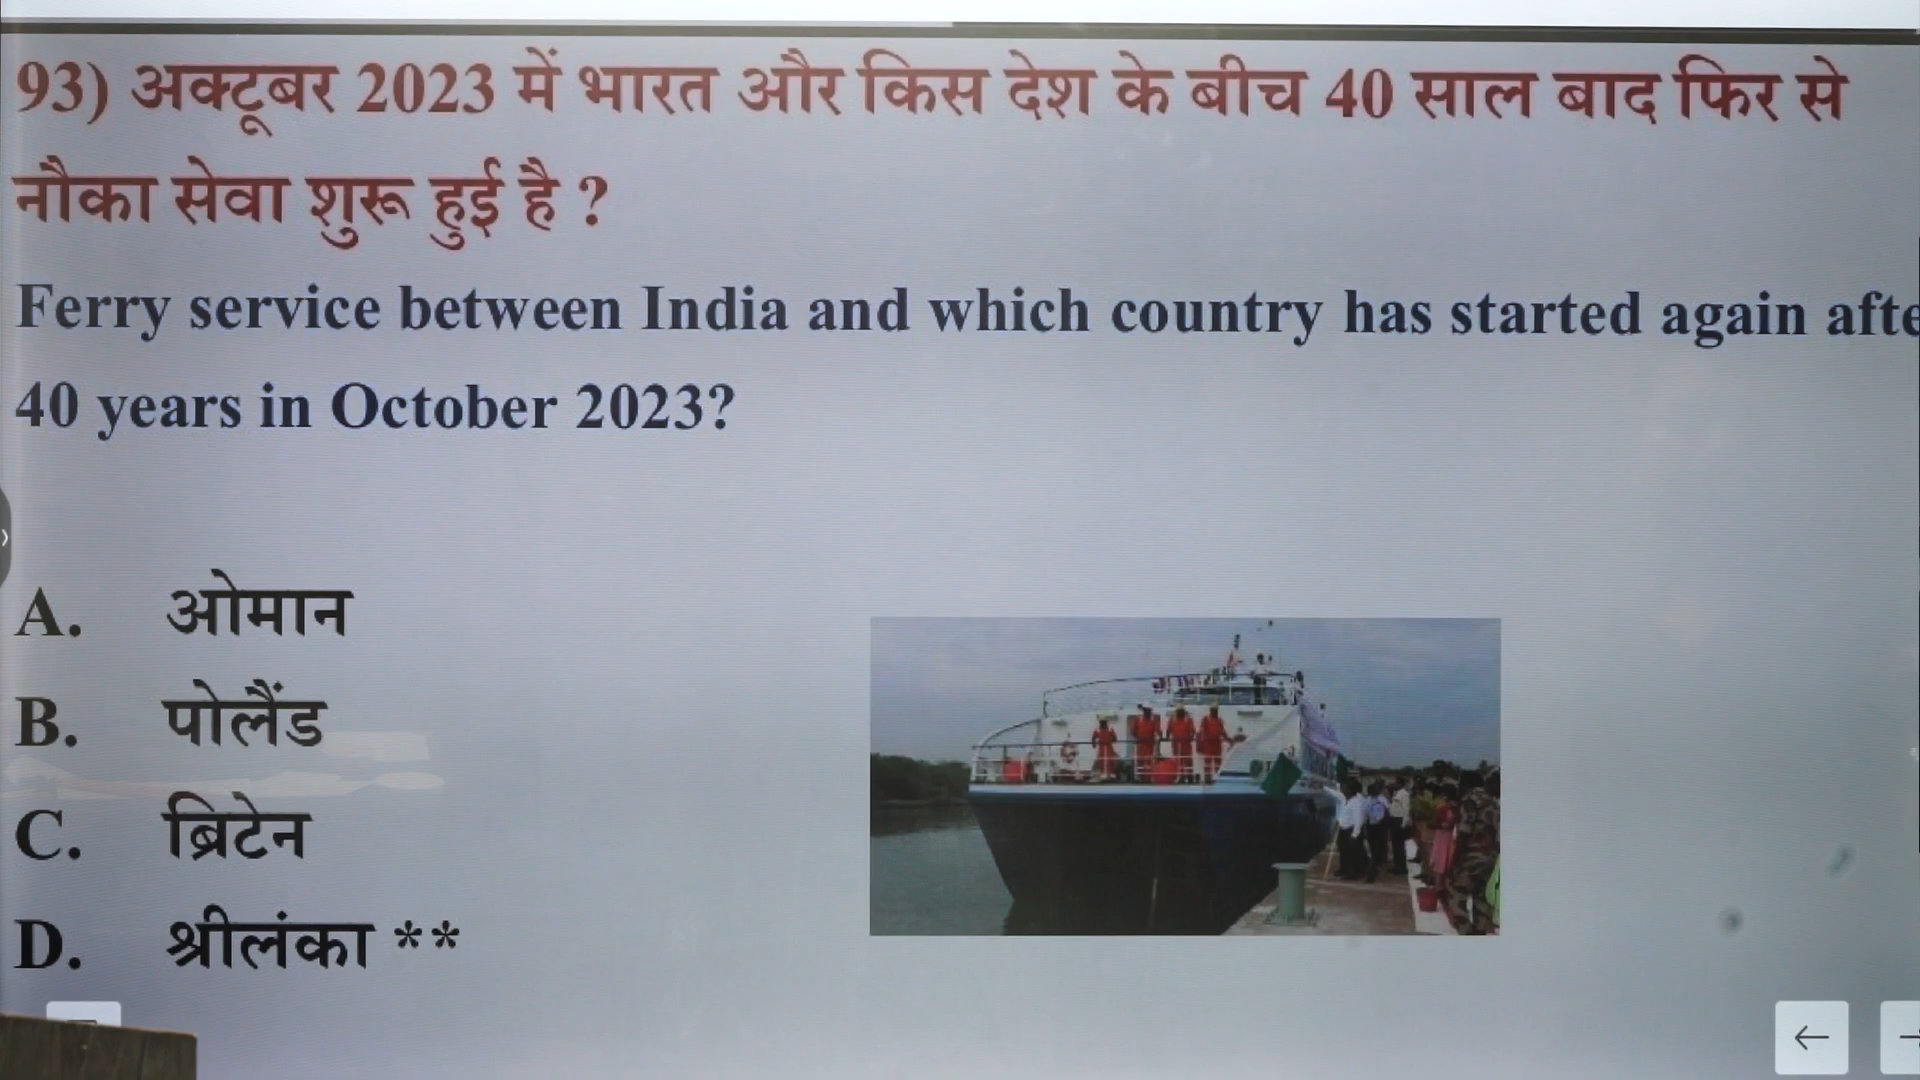 93) अक्टूबर 2023 में भारत और किस देश के बीच 40 साल बाद फिर से
नौका सेवा शुरू हुई है ?
Ferry service between India and which country has started again afte
40 years in October 2023?
A. ओमान
B. पोलैंड
C. ब्रिटेन
D. श्रीलंका **